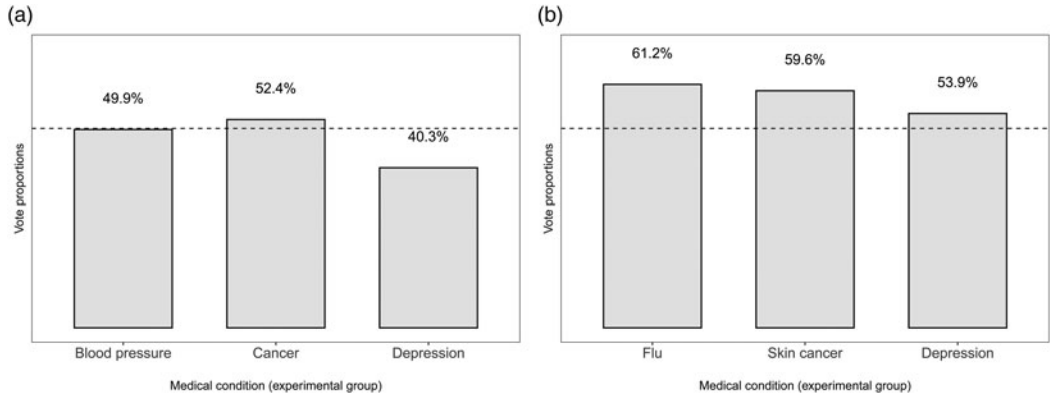 (a)
Vote proportions
49.9%
52.4%
40.3%
Blood pressure
Cancer
Depression
Medical condition (experimental group)
(b)
Vote proportions
61.2%
59.6%
53.9%
Flu
Skin cancer
Depression
Medical condition (experimental group)